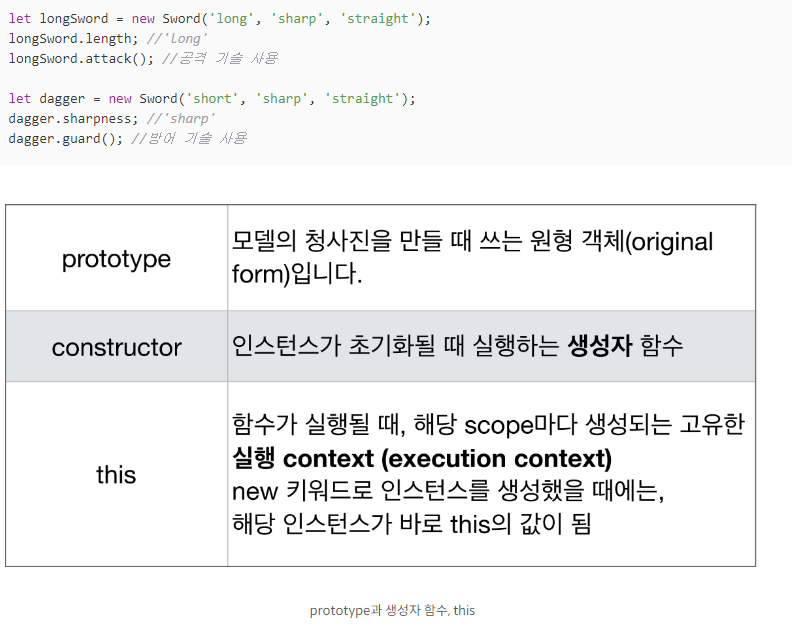 let longSword = new Sword('long', 'sharp', 'straight');
longSword.length; //'long'
longSword.attack(); //공격 기술 사용
let dagger = new Sword('short', 'sharp', 'straight');
dagger.sharpness; //'sharp'
dagger.guard(); //방어 기술 사용
prototype
모델의 청사진을 만들 때 쓰는 원형 객체(original
form)입니다.
constructor
인스턴스가 초기화될 때 실행하는 생성자 함수
this
함수가 실행될 때, 해당 scope마다 생성되는 고유한
실행 context (execution context)
new 키워드로 인스턴스를 생성했을 때에는,
해당 인스턴스가 바로 this의 값이 됨
prototype과 생성자 함수, this